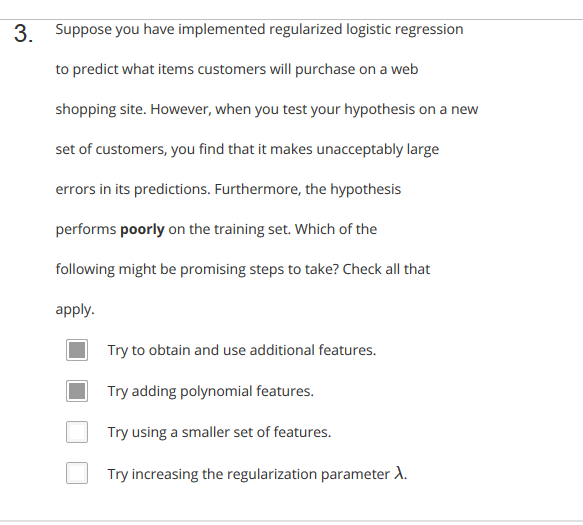 3. Suppose you have implemented regularized logistic regression
to predict what items customers will purchase on a web
shopping site. However, when you test your hypothesis on a new
set of customers, you find that it makes unacceptably large
errors in its predictions. Furthermore, the hypothesis
performs poorly on the training set. Which of the
following might be promising steps to take? Check all that
apply.
Try to obtain and use additional features.
Try adding polynomial features.
Try using a smaller set of features.
Try increasing the regularization parameter λ.